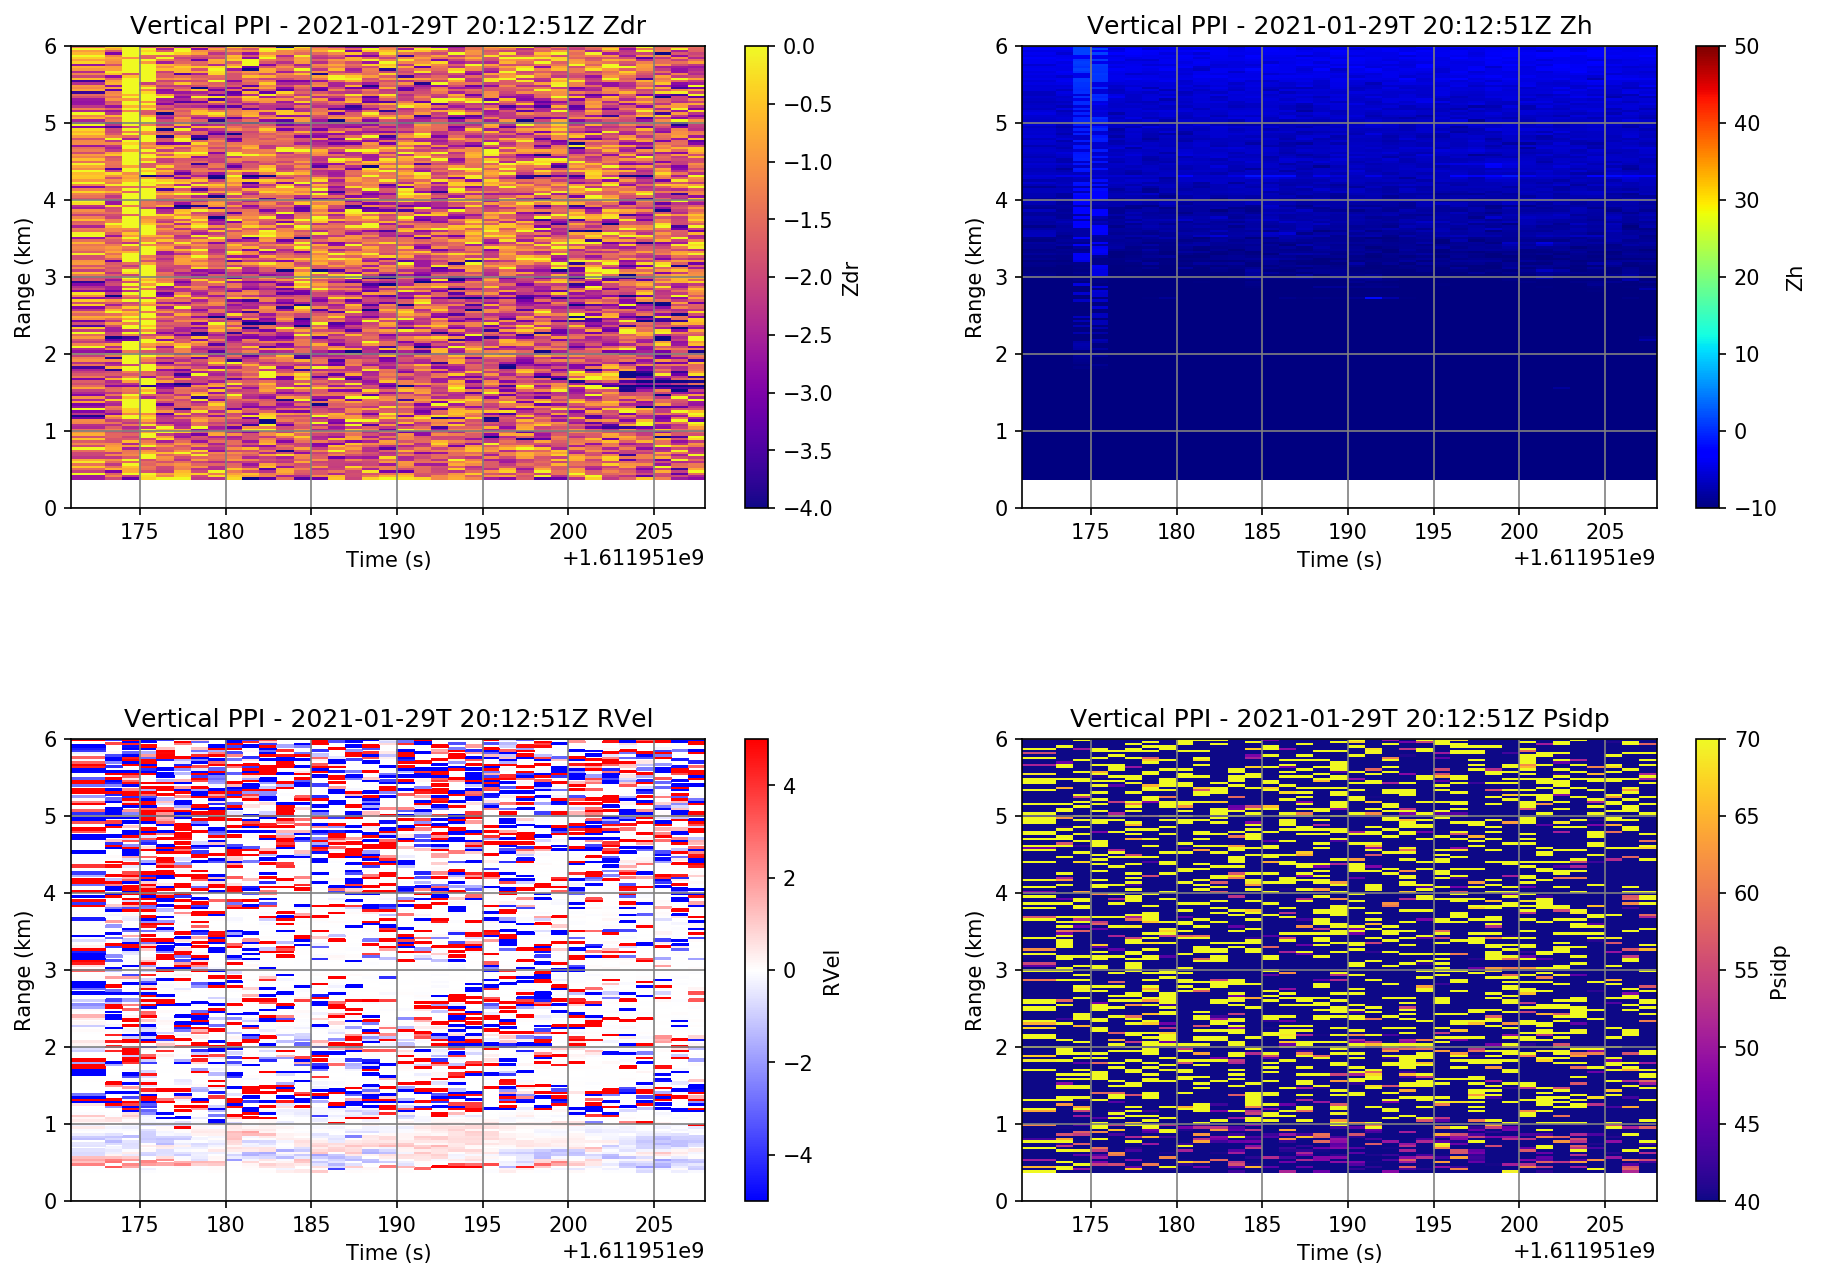 Vertical PPI - 2021-01-29T 20:12:51Z Zdr
6
5
4
3
2
1
0
Range (km)
175 180 185 190 195 200 205
Time (s)
+1.611951e9
0.0
−0.5
−1.0
−1.5
−2.0
−2.5
−3.0
−3.5
−4.0
Zdr
Vertical PPI - 2021-01-29T 20:12:51Z Zh
6
5
4
3
2
1
0
Range (km)
175 180 185 190 195 200 205
Time (s)
+1.611951e9
50
40
30
20
10
0
−10
Zh
Vertical PPI - 2021-01-29T 20:12:51Z RVel
6
5
4
3
2
1
0
Range (km)
175 180 185 190 195 200 205
Time (s)
+1.611951e9
4
2
0
−2
−4
RVel
Vertical PPI - 2021-01-29T 20:12:51Z Psidp
6
5
4
3
2
1
0
Range (km)
175 180 185 190 195 200 205
Time (s)
+1.611951e9
70
65
60
55
50
45
40
Psidp